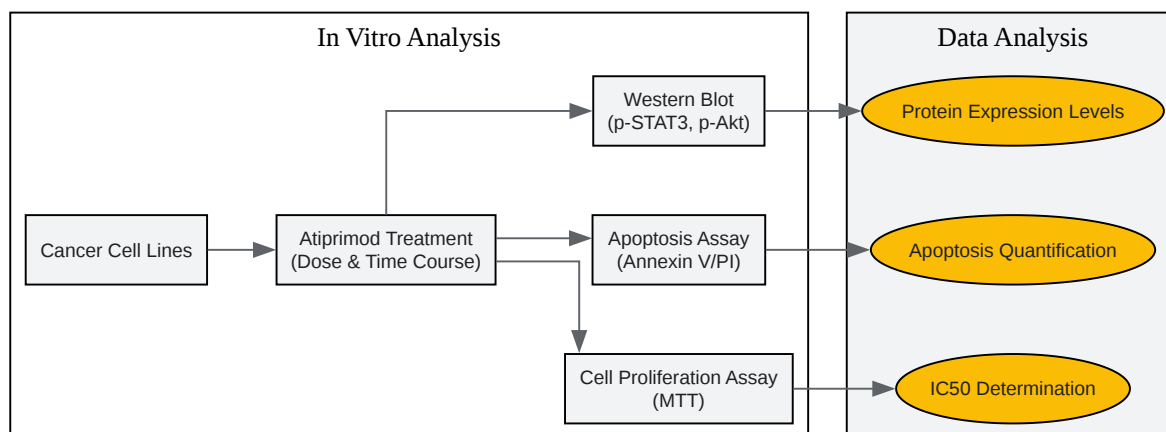 In Vitro Analysis
Data Analysis
Western Blot
(p-STAT3, p-Akt)
Protein Expression Levels
Cancer Cell Lines
Atiprimod Treatment
(Dose & Time Course)
Apoptosis Assay
(Annexin V/PI)
Apoptosis Quantification
Cell Proliferation Assay
(MTT)
IC50 Determination